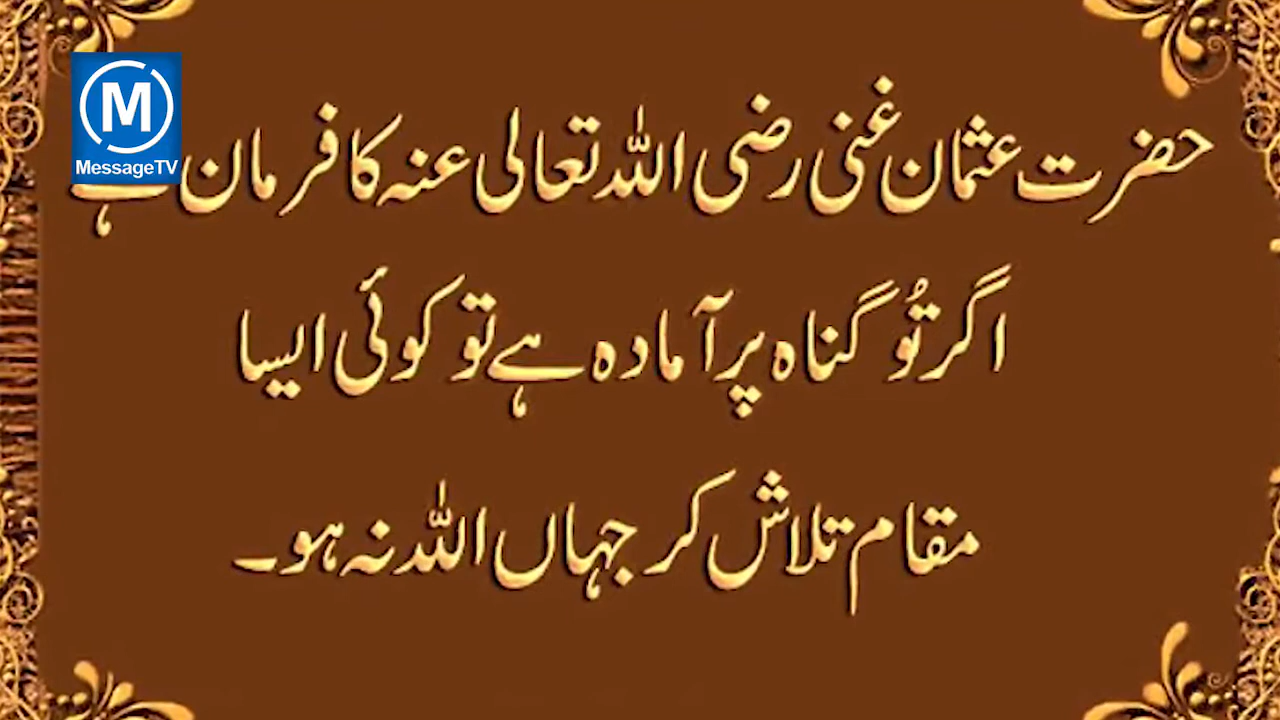 M
MessageTV
حضرت عثمان غنی رضی اللہ تعالی عنہ کا فرمان ہے
اگر تُو گناہ پر آمادہ ہے تو کوئی ایسا
مقام تلاش کر جہاں اللہ نہ ہو۔